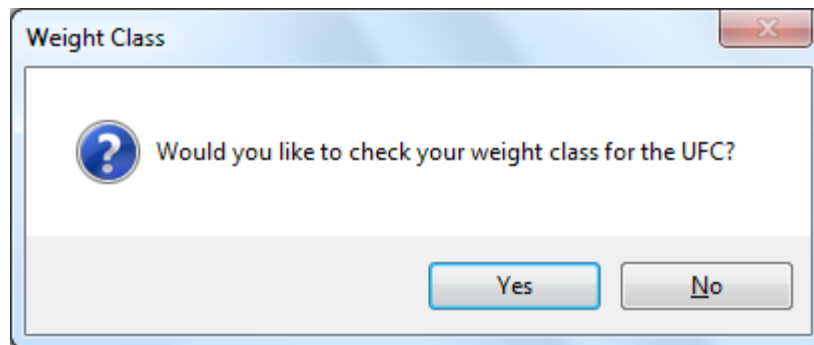 Weight Class
Would you like to check your weight class for the UFC?
Yes
No